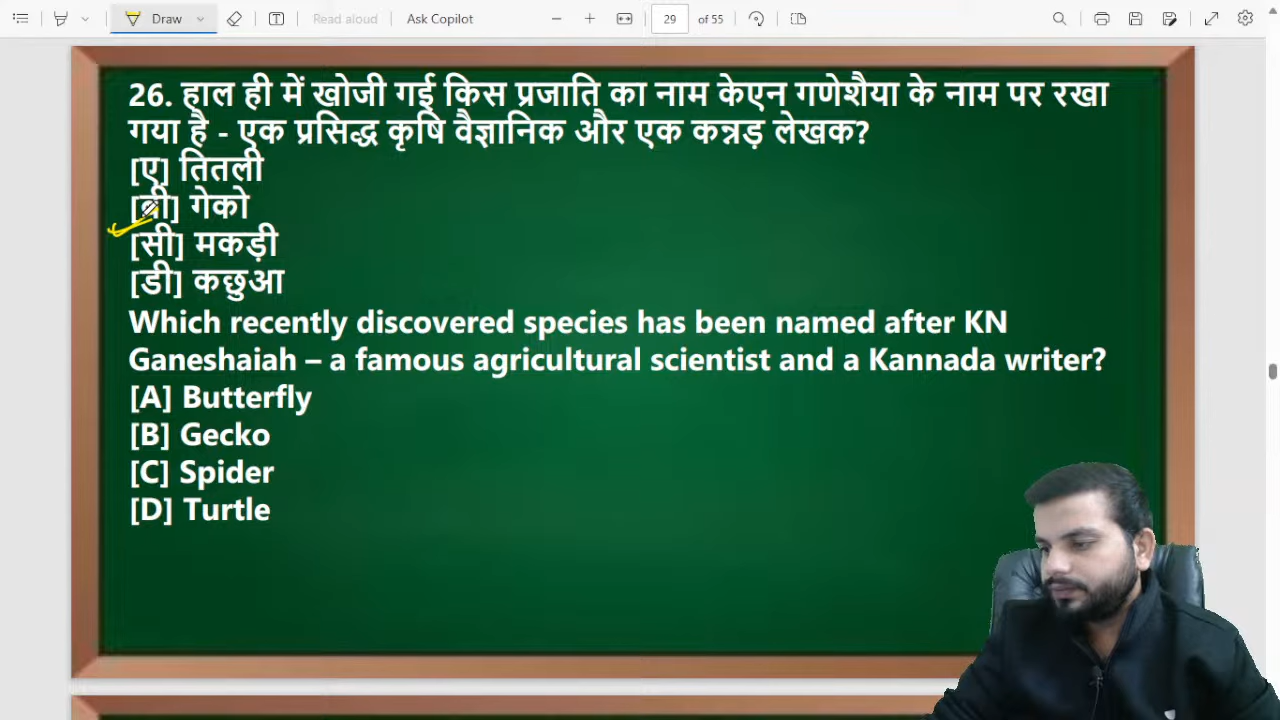 Draw
Read aloud
Ask Copilot
29
of 55
26. हाल ही में खोजी गई किस प्रजाति का नाम केएन गणेशैया के नाम पर रखा
गया है - एक प्रसिद्ध कृषि वैज्ञानिक और एक कन्नड़ लेखक?
[ए] तितली
[बी] गेको
[सी] मकड़ी
[डी] कछुआ
Which recently discovered species has been named after KN
Ganeshaiah – a famous agricultural scientist and a Kannada writer?
[A] Butterfly
[B] Gecko
[C] Spider
[D] Turtle